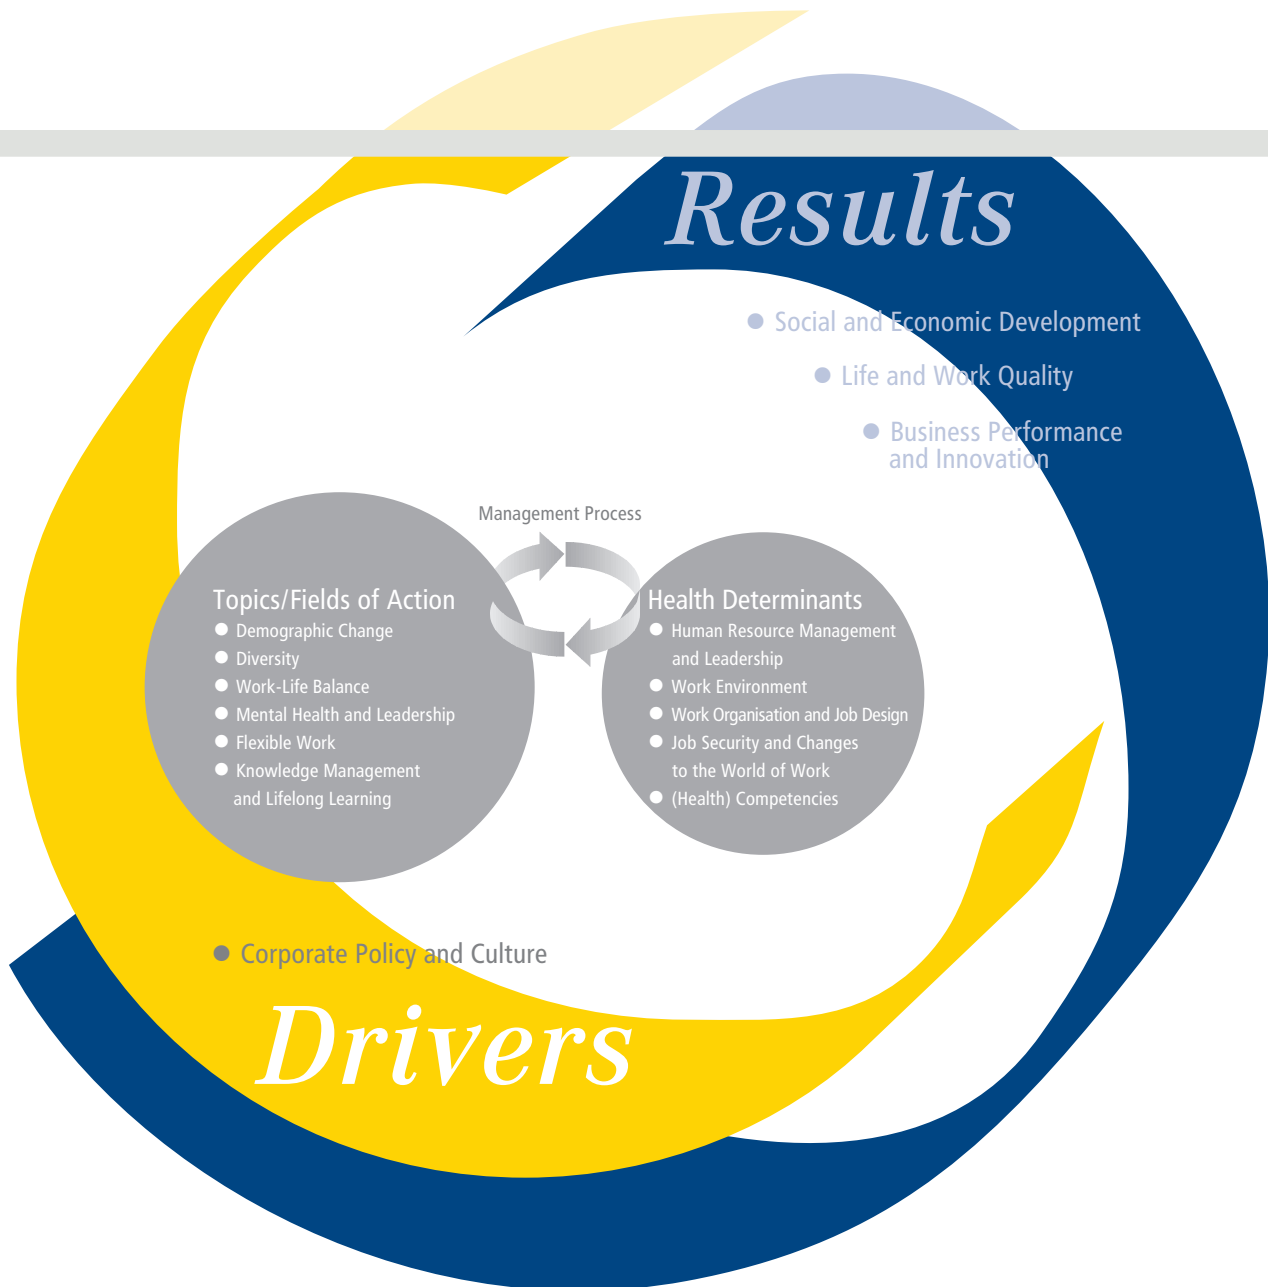 Results
● Social and Economic Development
● Life and Work Quality
● Business Performance
and Innovation
Management Process
Topics/Fields of Action
● Demographic Change
● Diversity
● Work-Life Balance
● Mental Health and Leadership
● Flexible Work
● Knowledge Management
and Lifelong Learning
Health Determinants
● Human Resource Management
and Leadership
● Work Environment
● Work Organisation and Job Design
● Job Security and Changes
to the World of Work
● (Health) Competencies
● Corporate Policy and Culture
Drivers